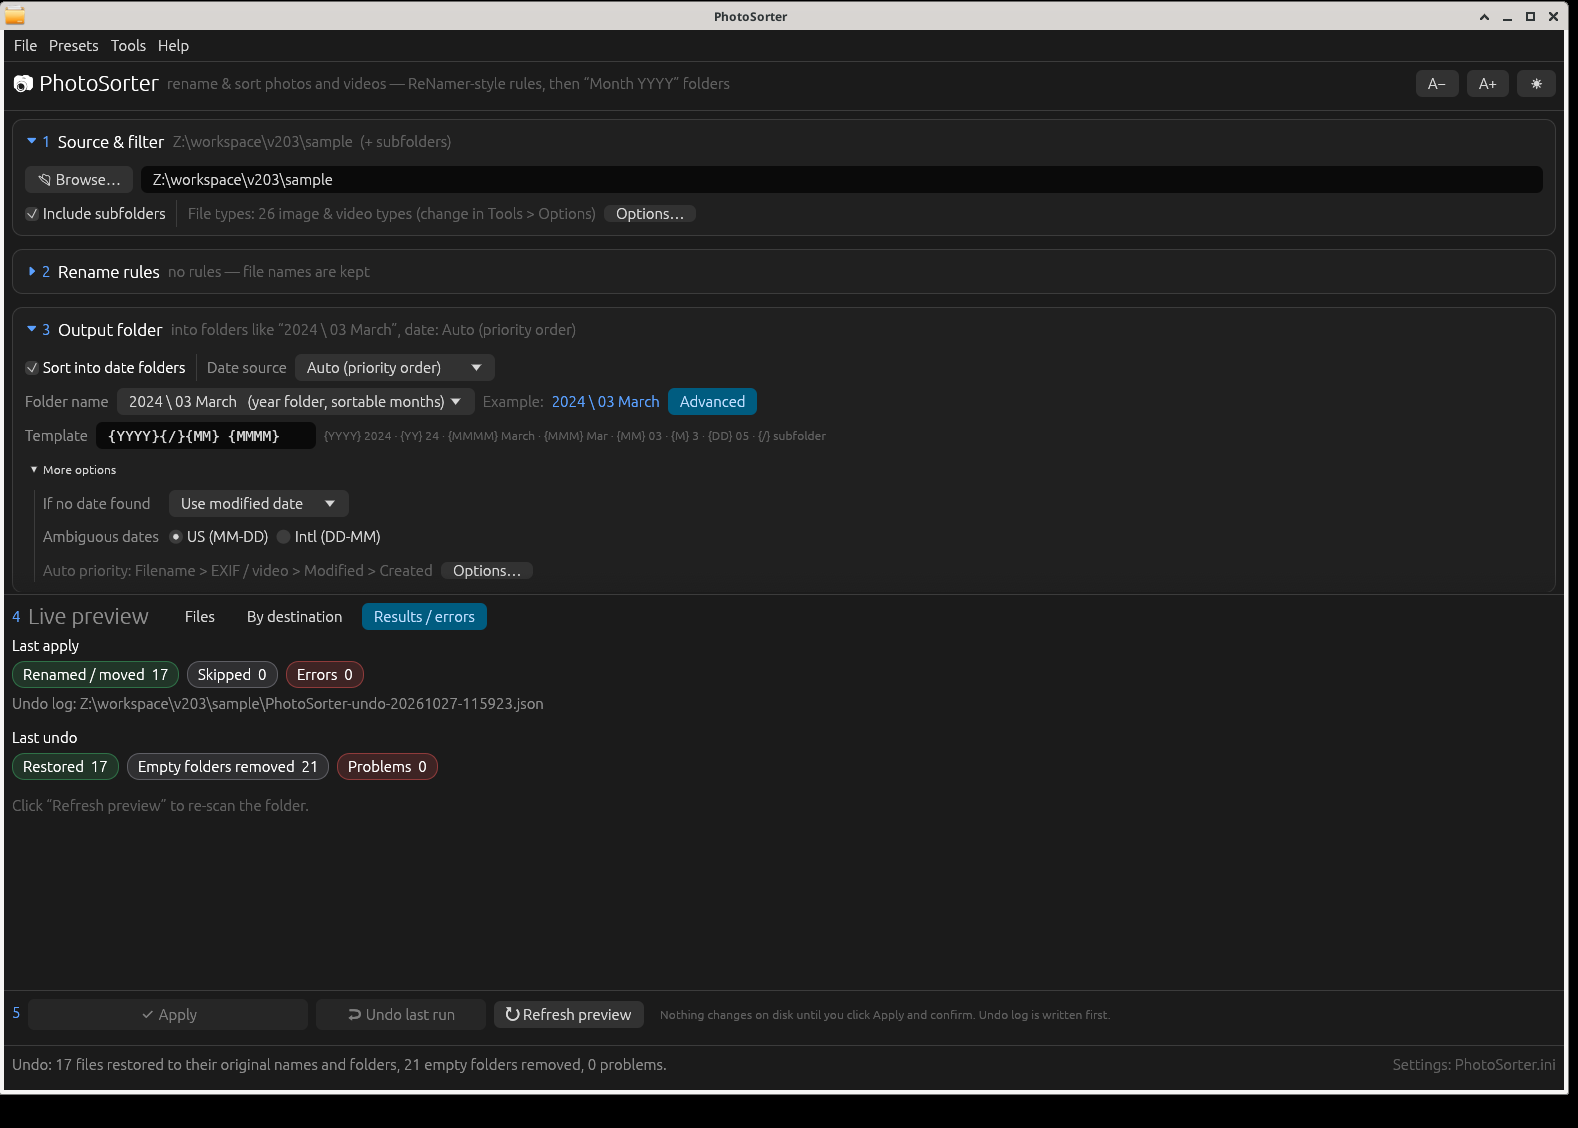 PhotoSorter
File Presets Tools Help
PhotoSorter rename & sort photos and videos — ReNamer-style rules, then “Month YYYY” folders A− A+
1 Source & filter Z:\workspace\v203\sample (+ subfolders)
Browse… Z:\workspace\v203\sample
Include subfolders File types: 26 image & video types (change in Tools > Options) Options…
2 Rename rules no rules — file names are kept
3 Output folder into folders like “2024 \ 03 March”, date: Auto (priority order)
Sort into date folders Date source Auto (priority order)
Folder name 2024 \ 03 March (year folder, sortable months) Example: 2024 \ 03 March Advanced
Template {YYYY}{/}{MM} {MMMM} {YYYY} 2024 · {YY} 24 · {MMMM} March · {MMM} Mar · {MM} 03 · {M} 3 · {DD} 05 · {/} subfolder
More options
If no date found Use modified date
Ambiguous dates US (MM-DD) Intl (DD-MM)
Auto priority: Filename > EXIF / video > Modified > Created Options…
4 Live preview Files By destination Results / errors
Last apply
Renamed / moved 17 Skipped 0 Errors 0
Undo log: Z:\workspace\v203\sample\PhotoSorter-undo-20261027-115923.json
Last undo
Restored 17 Empty folders removed 21 Problems 0
Click “Refresh preview” to re-scan the folder.
5 Apply Undo last run Refresh preview Nothing changes on disk until you click Apply and confirm. Undo log is written first.
Undo: 17 files restored to their original names and folders, 21 empty folders removed, 0 problems. Settings: PhotoSorter.ini